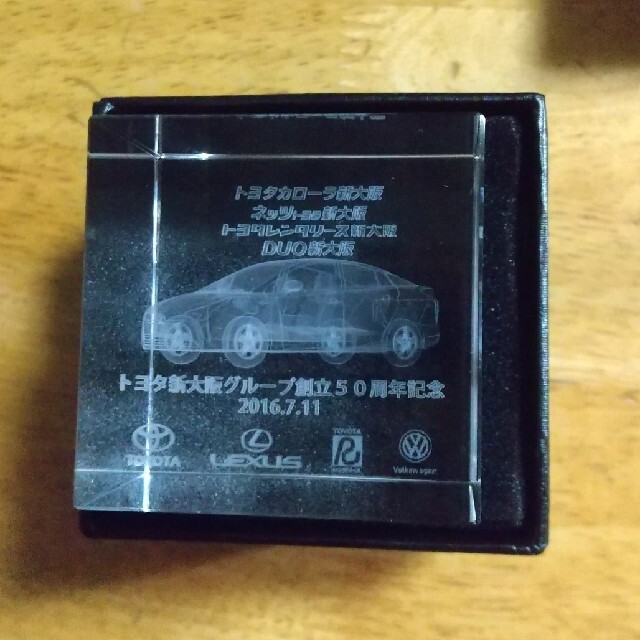 トヨタカローラ新大阪
ネッツトヨタ新大阪
トヨタレンタリース新大阪
DUO新大阪
トヨタ新大阪グループ創立50周年記念
2016.7.11
TOYOTA LEXUS TOYOTA Volkswagen